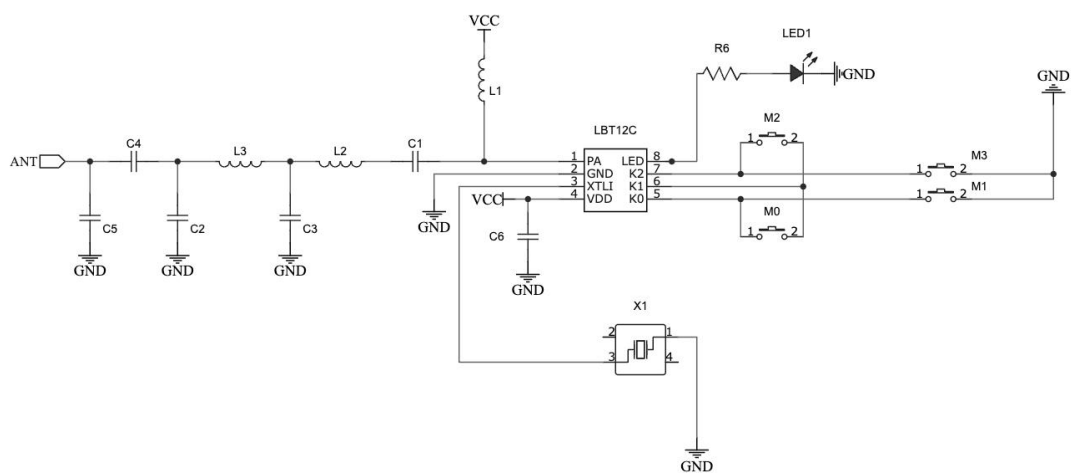 VCC
LED1
R6
GND
GND
L1
M2
LBT12C
1 2
C4
L3
L2
C1
ANT
1 PA LED 8
2 GND K2 7
3 XTLI K1 6
4 VDD K0 5
M3
1 2
M1
1 2
VCC
GND
M0
1 2
C5
C2
C3
C6
GND
GND
GND
GND
X1
2 1
3 4
GND